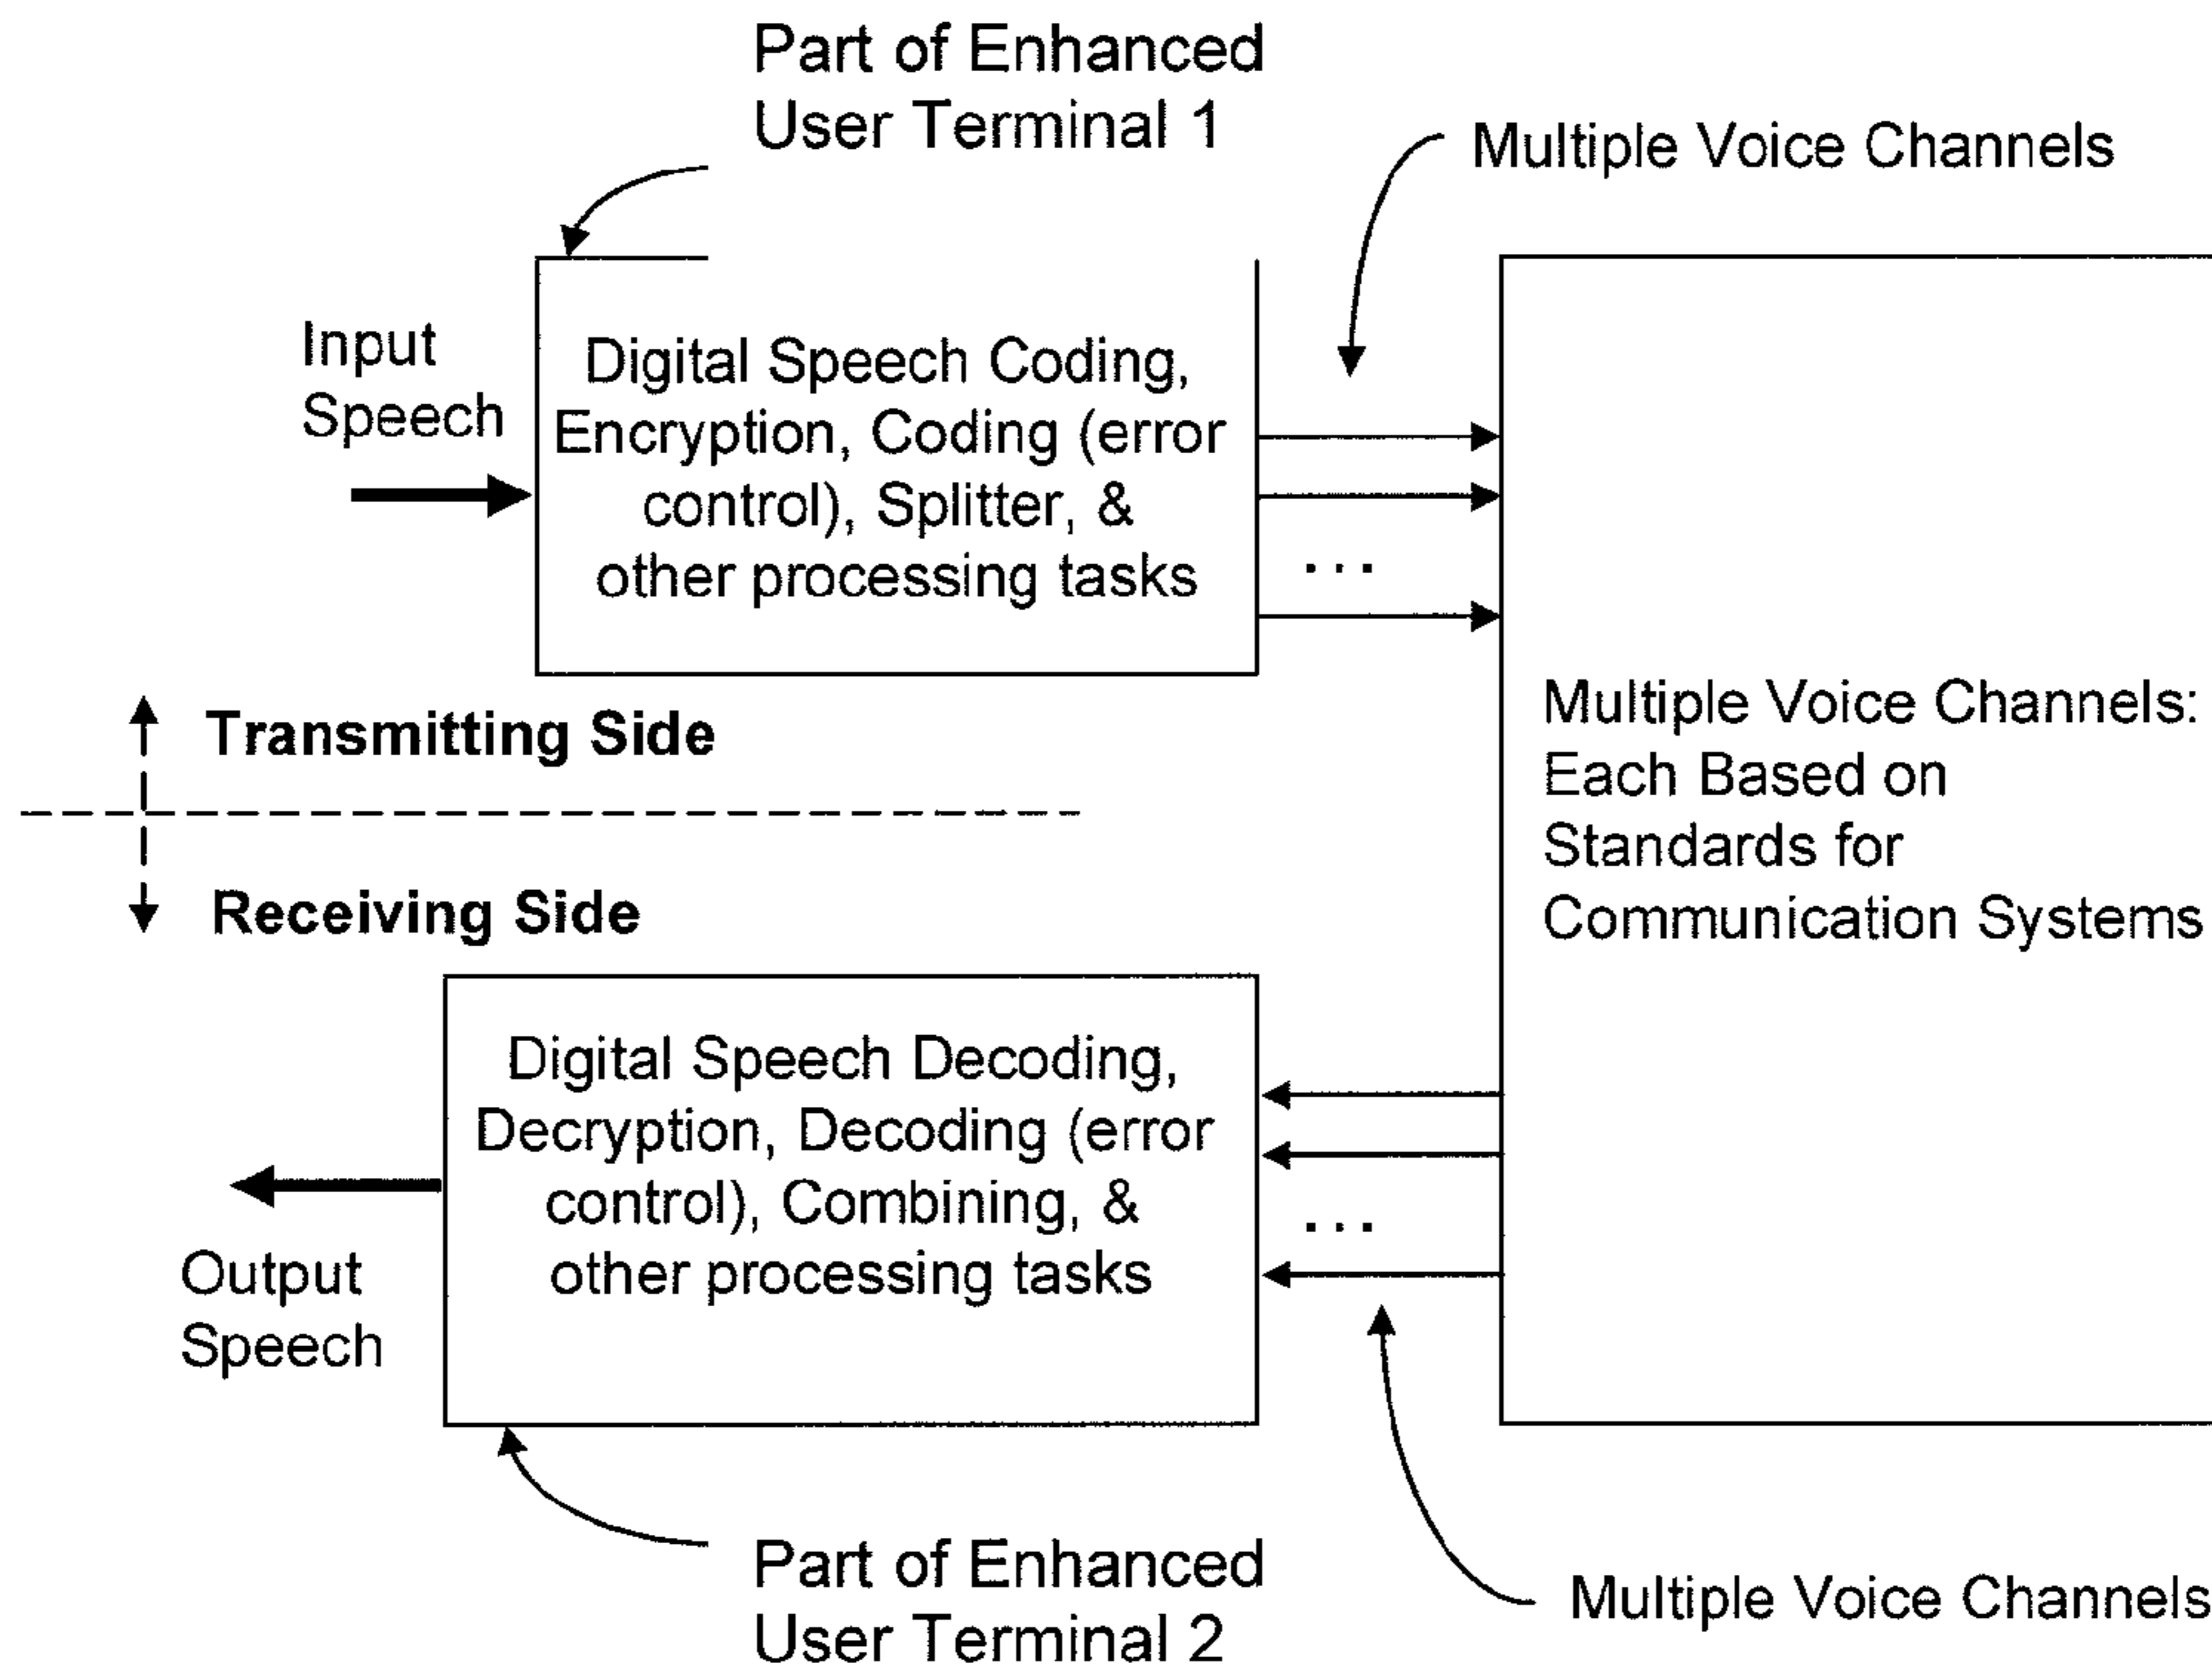 Part of Enhanced
User Terminal 1
Multiple Voice Channels
Input
Speech
Digital Speech Coding,
Encryption, Coding (error
control), Splitter, &
other processing tasks
...
Transmitting Side
Receiving Side
Multiple Voice Channels:
Each Based on
Standards for
Communication Systems
Digital Speech Decoding,
Decryption, Decoding (error
control), Combining, &
other processing tasks
...
Output
Speech
Part of Enhanced
User Terminal 2
Multiple Voice Channels